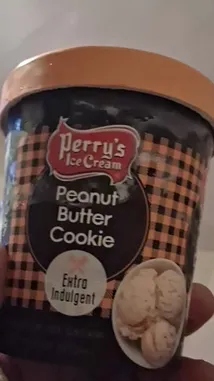 Perry's
Ice Cream
Peanut
Butter
Cookie
Extra
Indulgent